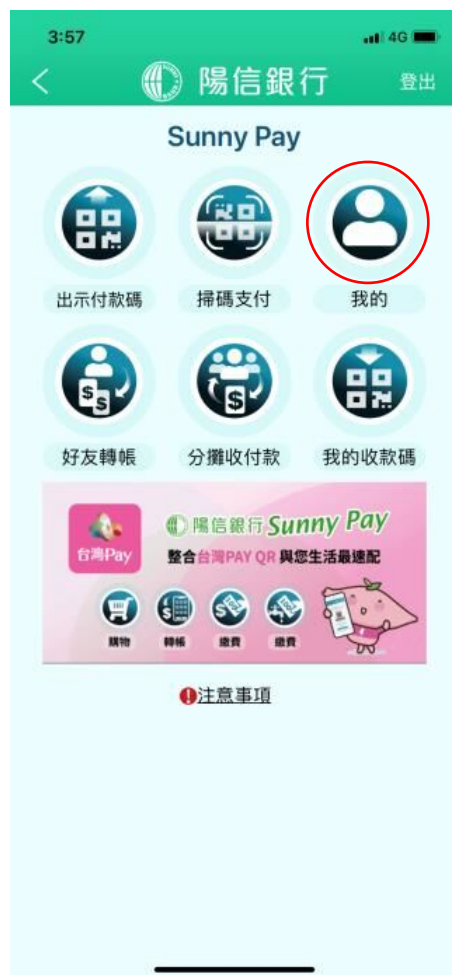 3:57
4G
陽信銀行
登出
Sunny Pay
出示付款碼
掃碼支付
我的
好友轉帳
分攤收付款
我的收款碼
台灣Pay
陽信銀行 Sunny Pay
整合台灣PAY QR 與您生活最速配
購物
轉帳
繳費
繳費
注意事項